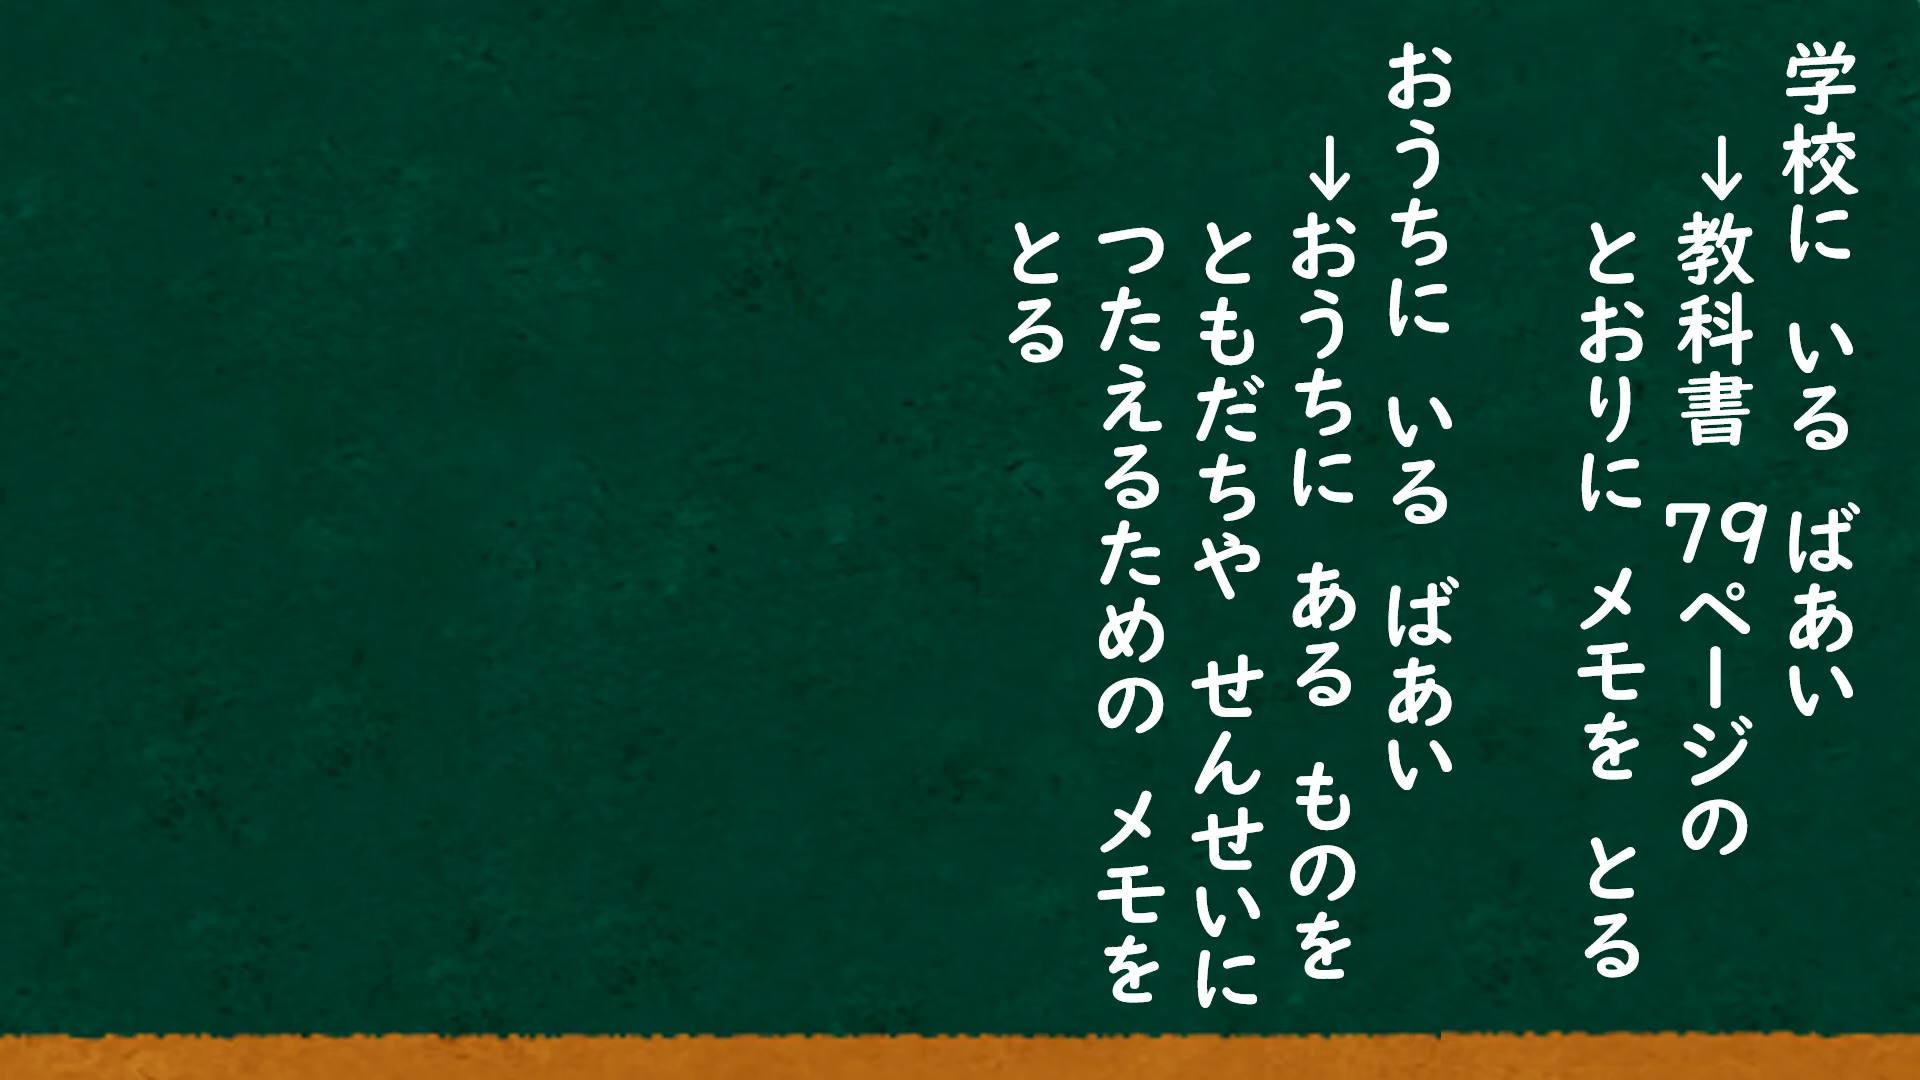 学校に　いる　ばあい
↓教科書　79ページの
とおりに　メモを　とる
おうちに　いる　ばあい
↓おうちに　ある　ものを
ともだちや　せんせいに
つたえるための　メモを
とる